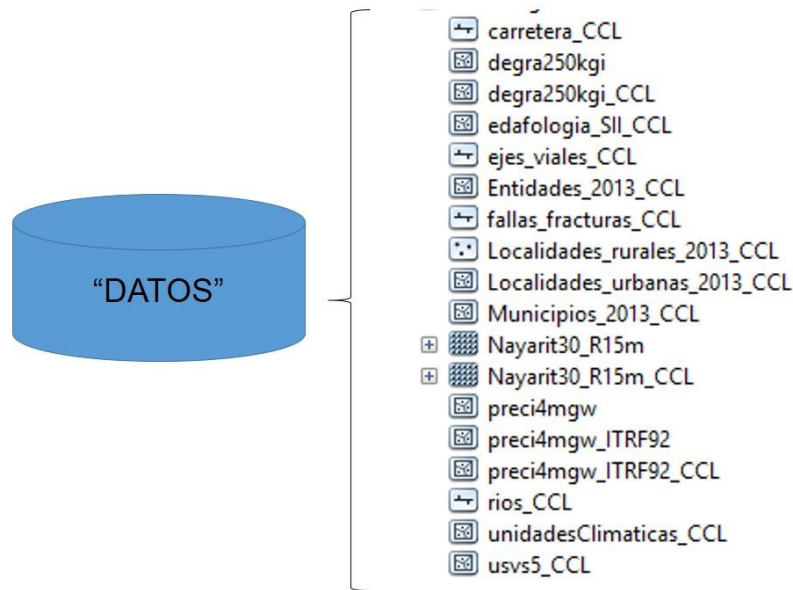 “DATOS”
carretera_CCL
degra250kgi
degra250kgi_CCL
edafologia_SII_CCL
ejes_viales_CCL
Entidades_2013_CCL
fallas_fracturas_CCL
Localidades_rurales_2013_CCL
Localidades_urbanas_2013_CCL
Municipios_2013_CCL
Nayarit30_R15m
Nayarit30_R15m_CCL
preci4mgw
preci4mgw_ITRF92
preci4mgw_ITRF92_CCL
rios_CCL
unidadesClimaticas_CCL
usvs5_CCL